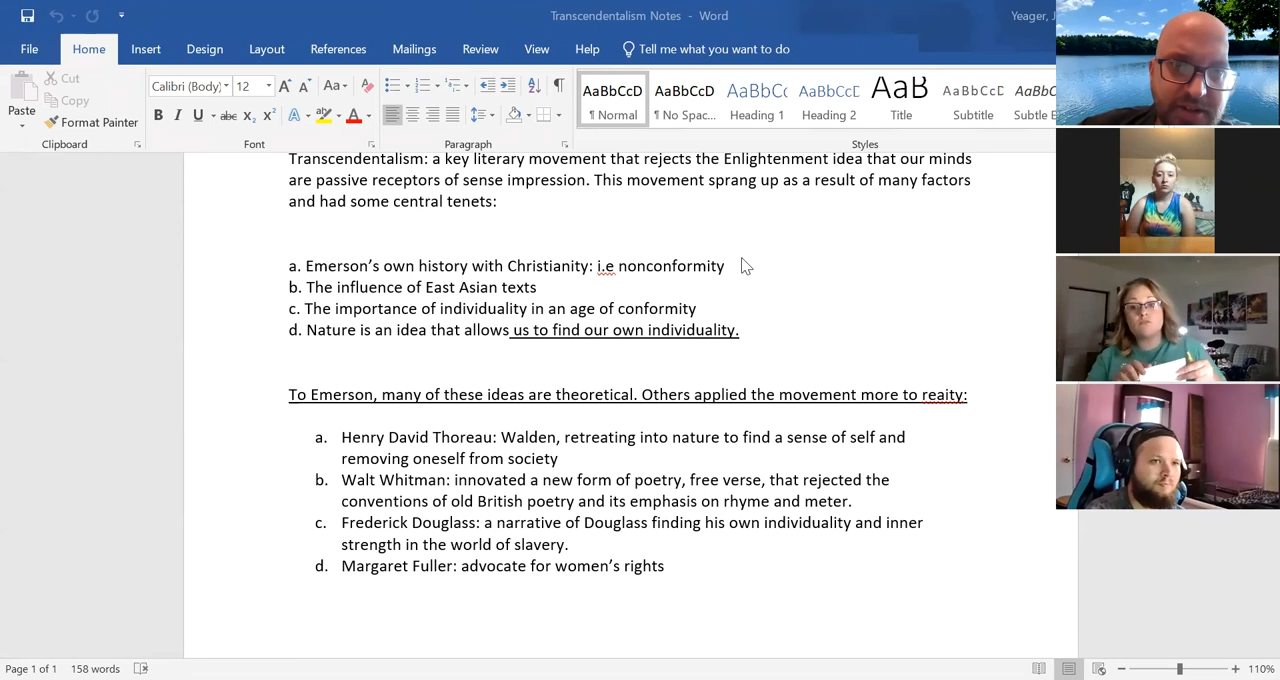 Transcendentalism Notes - Word
Yeager, J
File Home Insert Design Layout References Mailings Review View Help Tell me what you want to do
Paste
Cut
Copy
Format Painter
Calibri (Body) 12
Aa
B I U abc X₂ X² A A
AaBbCcD AaBbCcD AaBbCc AaBbCcD AaB AaBbCcD AaBbCc
¶ Normal ¶ No Spac... Heading 1 Heading 2 Title Subtitle Subtle E
Clipboard Font Paragraph Styles
Transcendentalism: a key literary movement that rejects the Enlightenment idea that our minds
are passive receptors of sense impression. This movement sprang up as a result of many factors
and had some central tenets:
a. Emerson’s own history with Christianity: i.e nonconformity
b. The influence of East Asian texts
c. The importance of individuality in an age of conformity
d. Nature is an idea that allows us to find our own individuality.
To Emerson, many of these ideas are theoretical. Others applied the movement more to reaity:
a. Henry David Thoreau: Walden, retreating into nature to find a sense of self and
removing oneself from society
b. Walt Whitman: innovated a new form of poetry, free verse, that rejected the
conventions of old British poetry and its emphasis on rhyme and meter.
c. Frederick Douglass: a narrative of Douglass finding his own individuality and inner
strength in the world of slavery.
d. Margaret Fuller: advocate for women’s rights
Page 1 of 1 158 words 110%